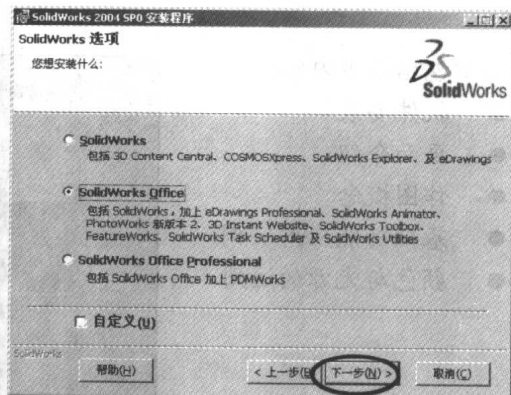 SolidWorks 2004 SP0 安装程序
SolidWorks 选项
您想安装什么:
SolidWorks
SolidWorks
包括 3D Content Central、COSMOSXpress、SolidWorks Explorer、及 eDrawings
SolidWorks Office
包括 SolidWorks，加上 eDrawings Professional、SolidWorks Animator、
PhotoWorks 新版本 2、3D Instant Website、SolidWorks Toolbox、
FeatureWorks、SolidWorks Task Scheduler 及 SolidWorks Utilities
SolidWorks Office Professional
包括 SolidWorks Office 加上 PDMWorks
自定义(U)
SolidWorks
帮助(H)
< 上一步(B)
下一步(N) >
取消(C)